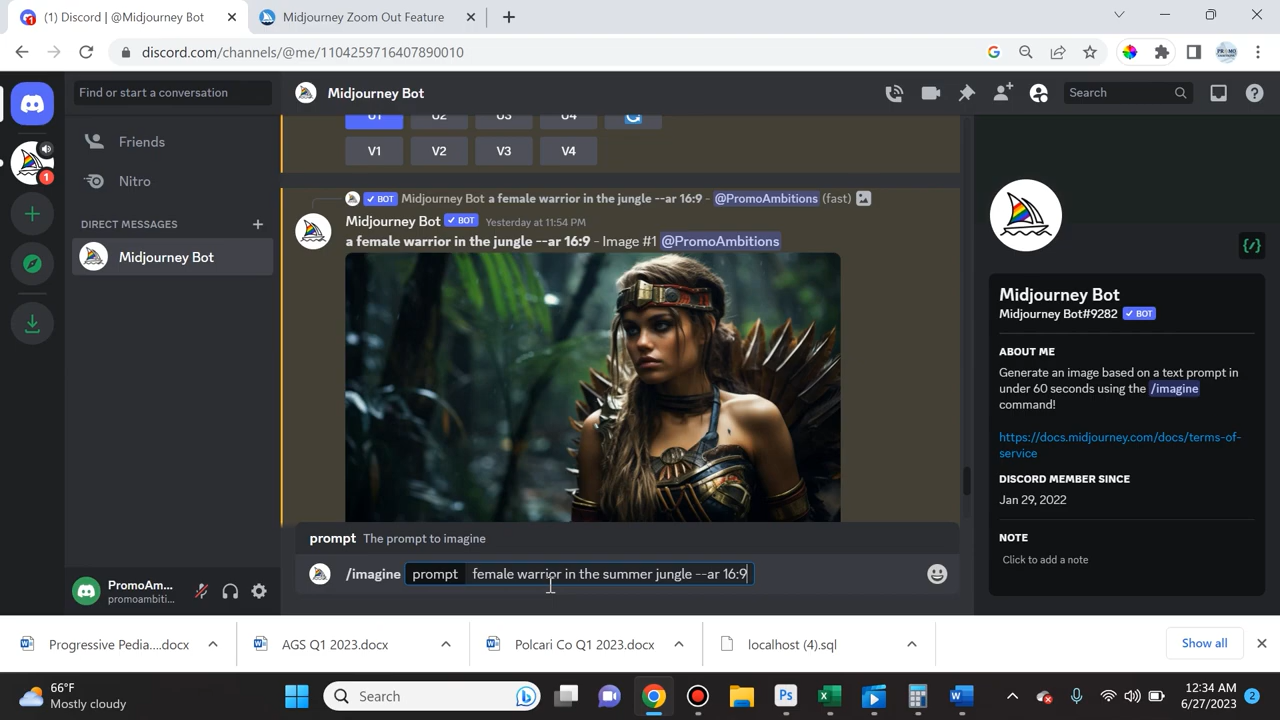 (1) Discord | @Midjourney Bot
Midjourney Zoom Out Feature
discord.com/channels/@me/1104259716407890010
Find or start a conversation
Midjourney Bot
Search
Friends
Nitro
DIRECT MESSAGES
Midjourney Bot
1
U1 U2 U3 U4
V1 V2 V3 V4
BOT Midjourney Bot a female warrior in the jungle --ar 16:9 - @PromoAmbitions (fast)
Midjourney Bot BOT Yesterday at 11:54 PM
a female warrior in the jungle --ar 16:9 - Image #1 @PromoAmbitions
prompt The prompt to imagine
/imagine prompt female warrior in the summer jungle --ar 16:9
PromoAm...
promoambiti...
Midjourney Bot
Midjourney Bot#9282 BOT
ABOUT ME
Generate an image based on a text prompt in
under 60 seconds using the /imagine
command!
https://docs.midjourney.com/docs/terms-of-
service
DISCORD MEMBER SINCE
Jan 29, 2022
NOTE
Click to add a note
Progressive Pedia....docx
AGS Q1 2023.docx
Polcari Co Q1 2023.docx
localhost (4).sql
Show all
66°F
Mostly cloudy
Search
12:34 AM
6/27/2023
2